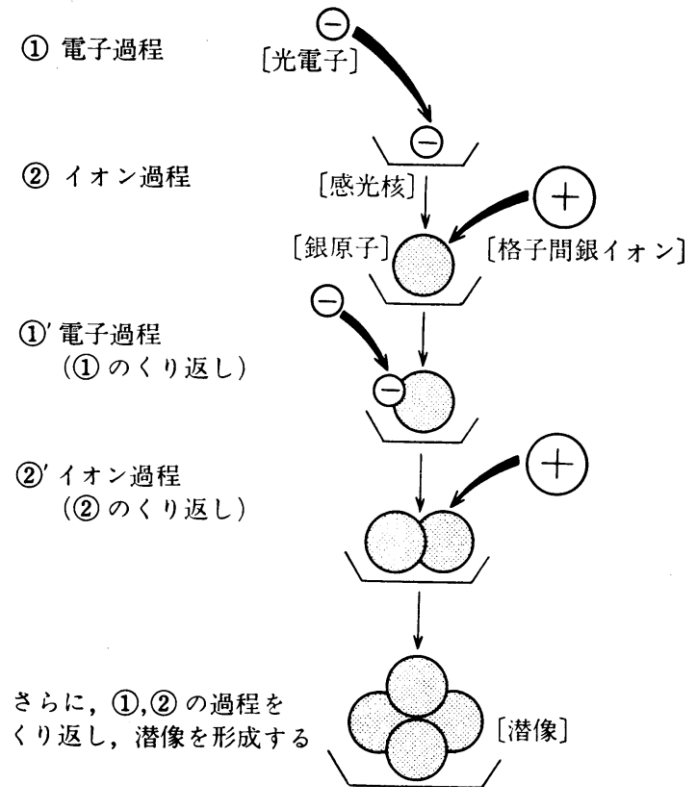 ① 電子過程
[光電子]
② イオン過程
[感光核]
[銀原子]
[格子間銀イオン]
①′ 電子過程
(① のくり返し)
②′ イオン過程
(② のくり返し)
さらに, ①,② の過程を
くり返し, 潜像を形成する
[潜像]